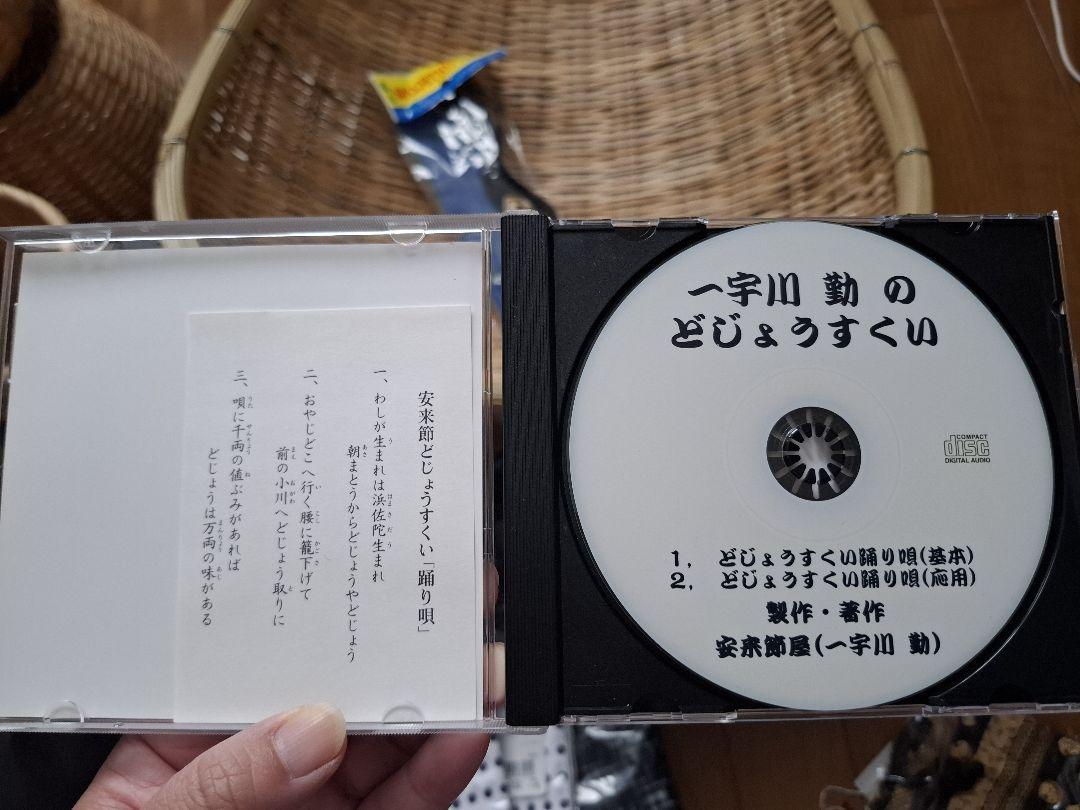 安来節どじょうすくい「踊り唄」
一、わしが生まれは浜佐陀生まれ
朝まとうからどじょうやどじょう
二、おやじどこへ行く腰に籠下げて
前の小川へどじょう取りに
三、唄に千両の値ぶみがあれば
どじょうは万両の味がある
一宇川 勤 の
どじょうすくい
COMPACT
disc
DIGITAL AUDIO
1, どじょうすくい踊り唄(基本)
2, どじょうすくい踊り唄(応用)
製作・著作
安来節屋(一宇川 勤)